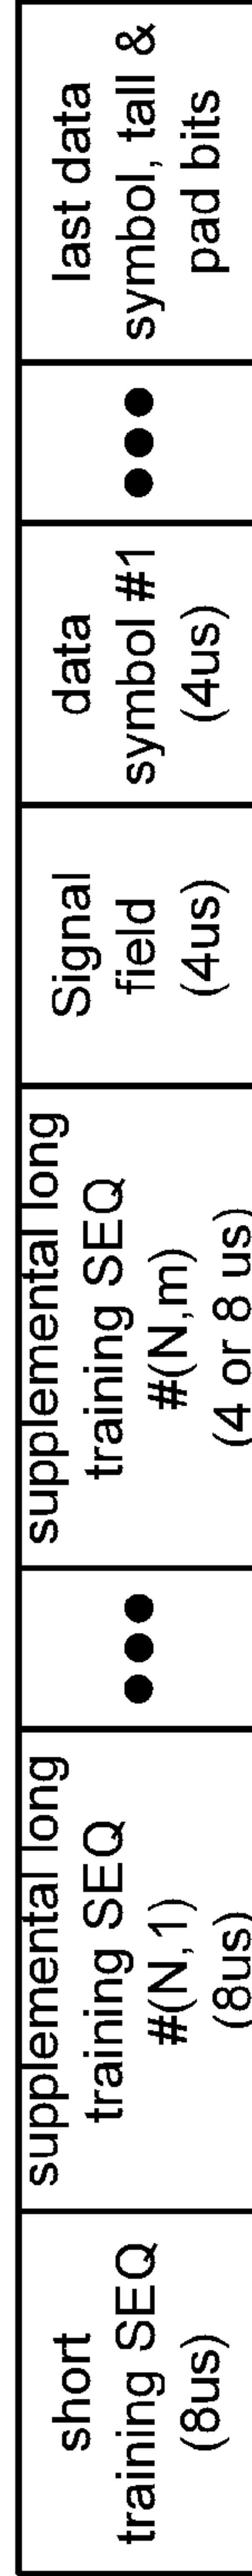 short
training SEQ
(8us)
supplemental long
training SEQ
#(N,1)
(8us)
●●●
supplemental long
training SEQ
#(N,m)
(4 or 8 us)
Signal
field
(4us)
data
symbol #1
(4us)
●●●
last data
symbol, tall &
pad bits